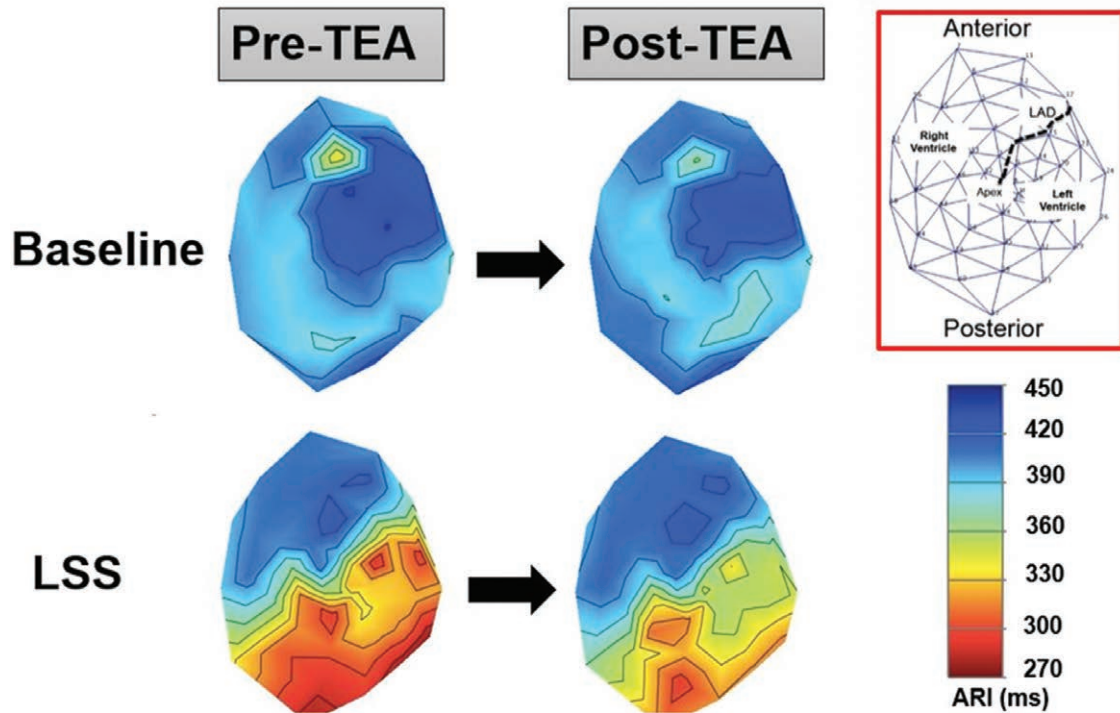 Pre-TEA
Post-TEA
Baseline
LSS
Anterior
LAD
Right
Ventricle
Apex
Left
Ventricle
Posterior
450
420
390
360
330
300
270
ARI (ms)